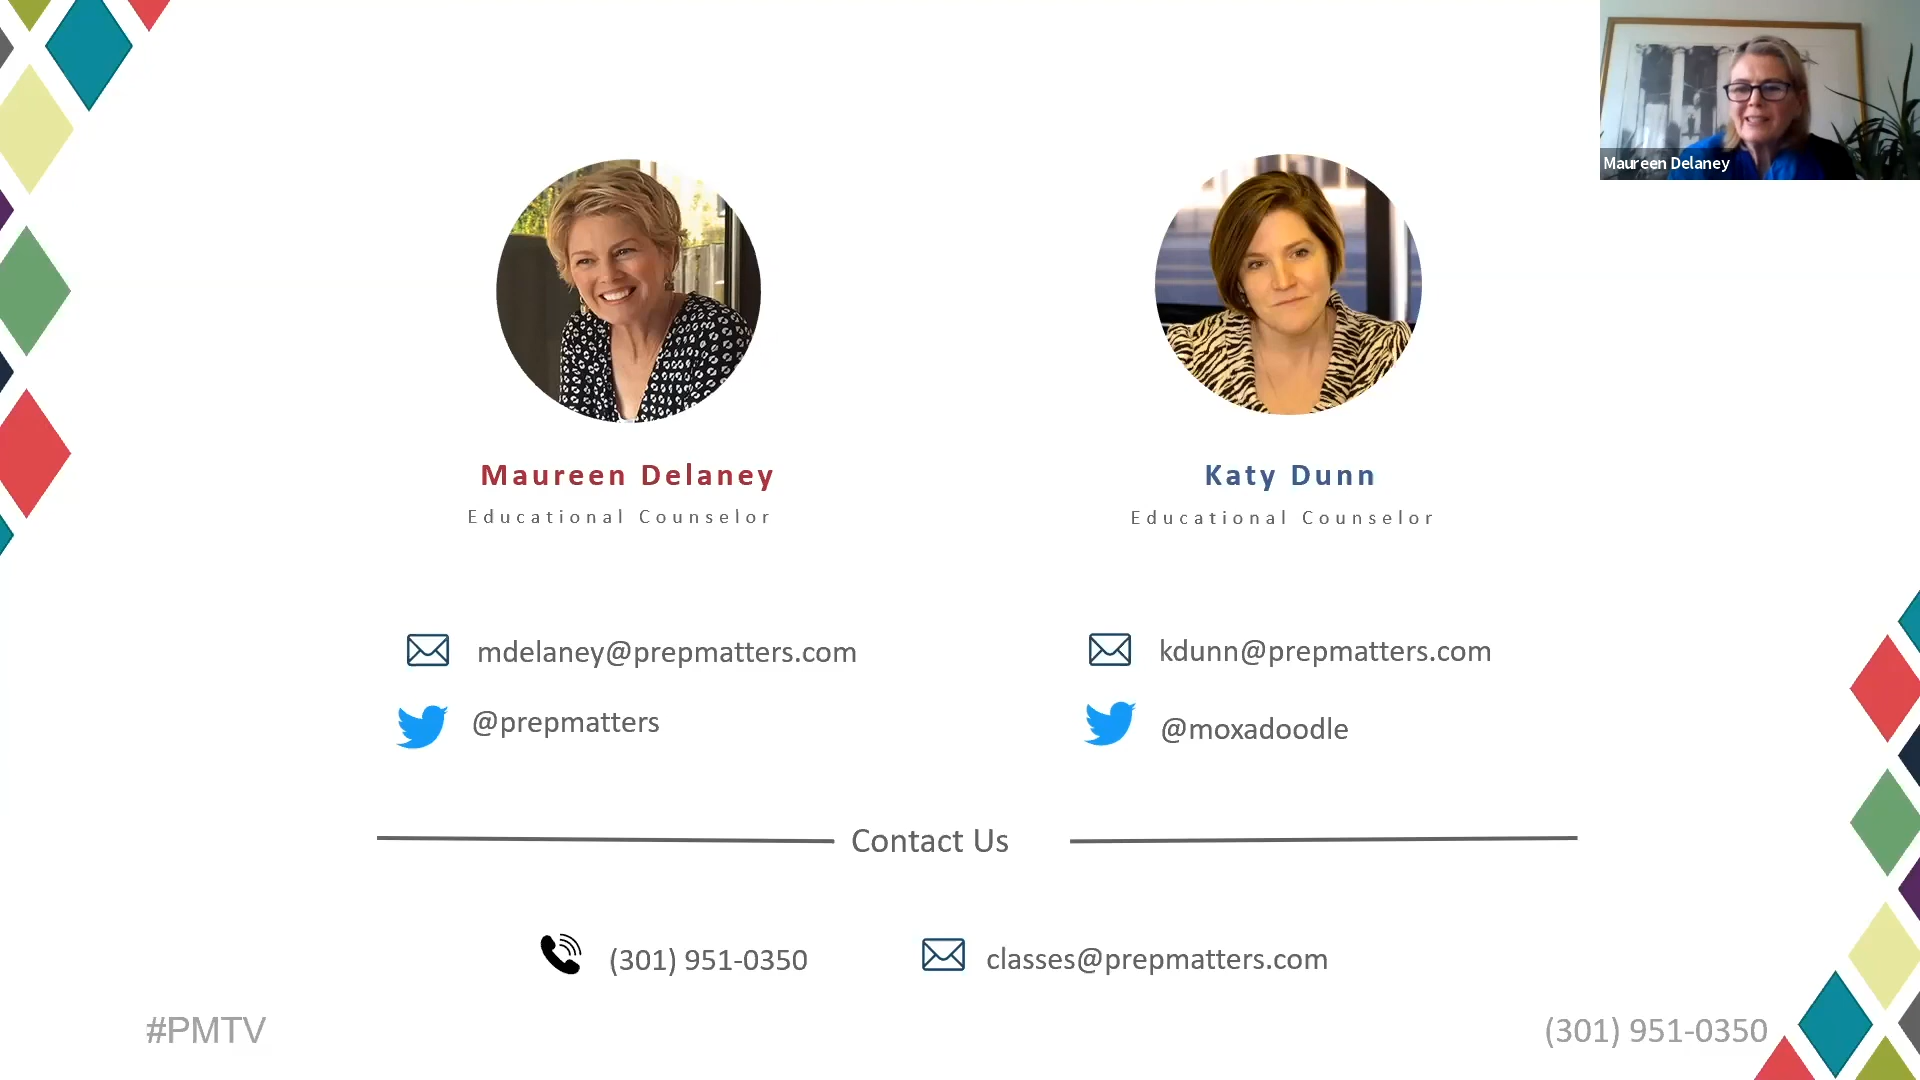 Maureen Delaney
Maureen Delaney
Educational Counselor
mdelaney@prepmatters.com
@prepmatters
Katy Dunn
Educational Counselor
kdunn@prepmatters.com
@moxadoodle
Contact Us
(301) 951-0350
classes@prepmatters.com
#PMTV
(301) 951-0350